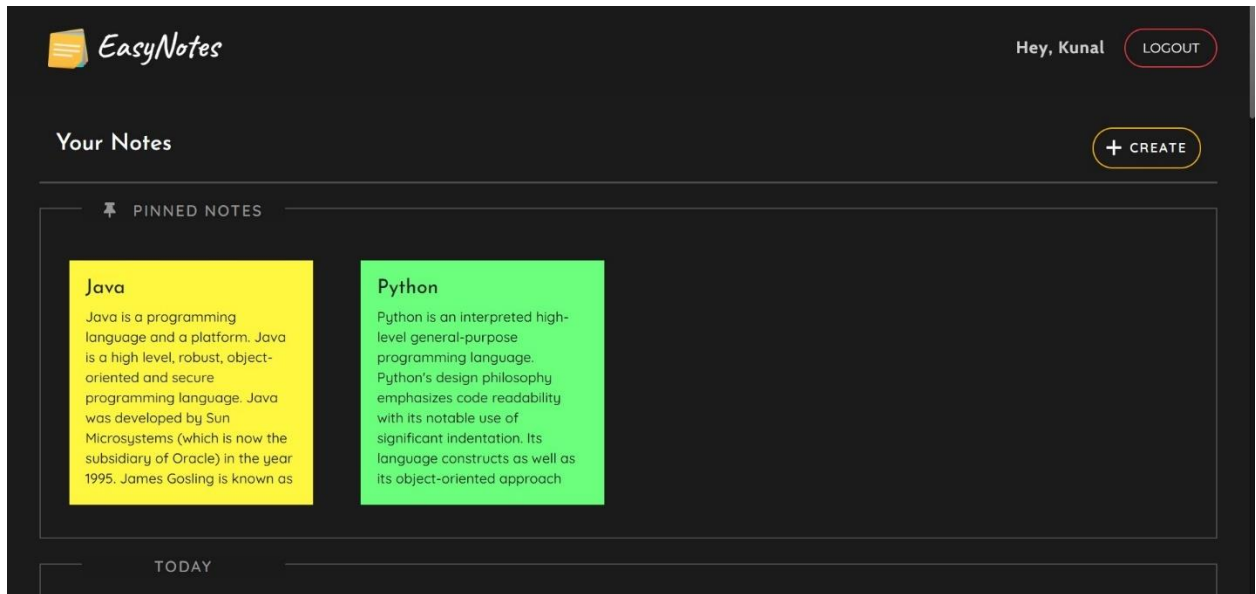 EasyNotes
Hey, Kunal
LOGOUT
Your Notes
+ CREATE
PINNED NOTES
Java
Java is a programming
language and a platform. Java
is a high level, robust, object-
oriented and secure
programming language. Java
was developed by Sun
Microsystems (which is now the
subsidiary of Oracle) in the year
1995. James Gosling is known as
Python
Python is an interpreted high-
level general-purpose
programming language.
Python's design philosophy
emphasizes code readability
with its notable use of
significant indentation. Its
language constructs as well as
its object-oriented approach
TODAY